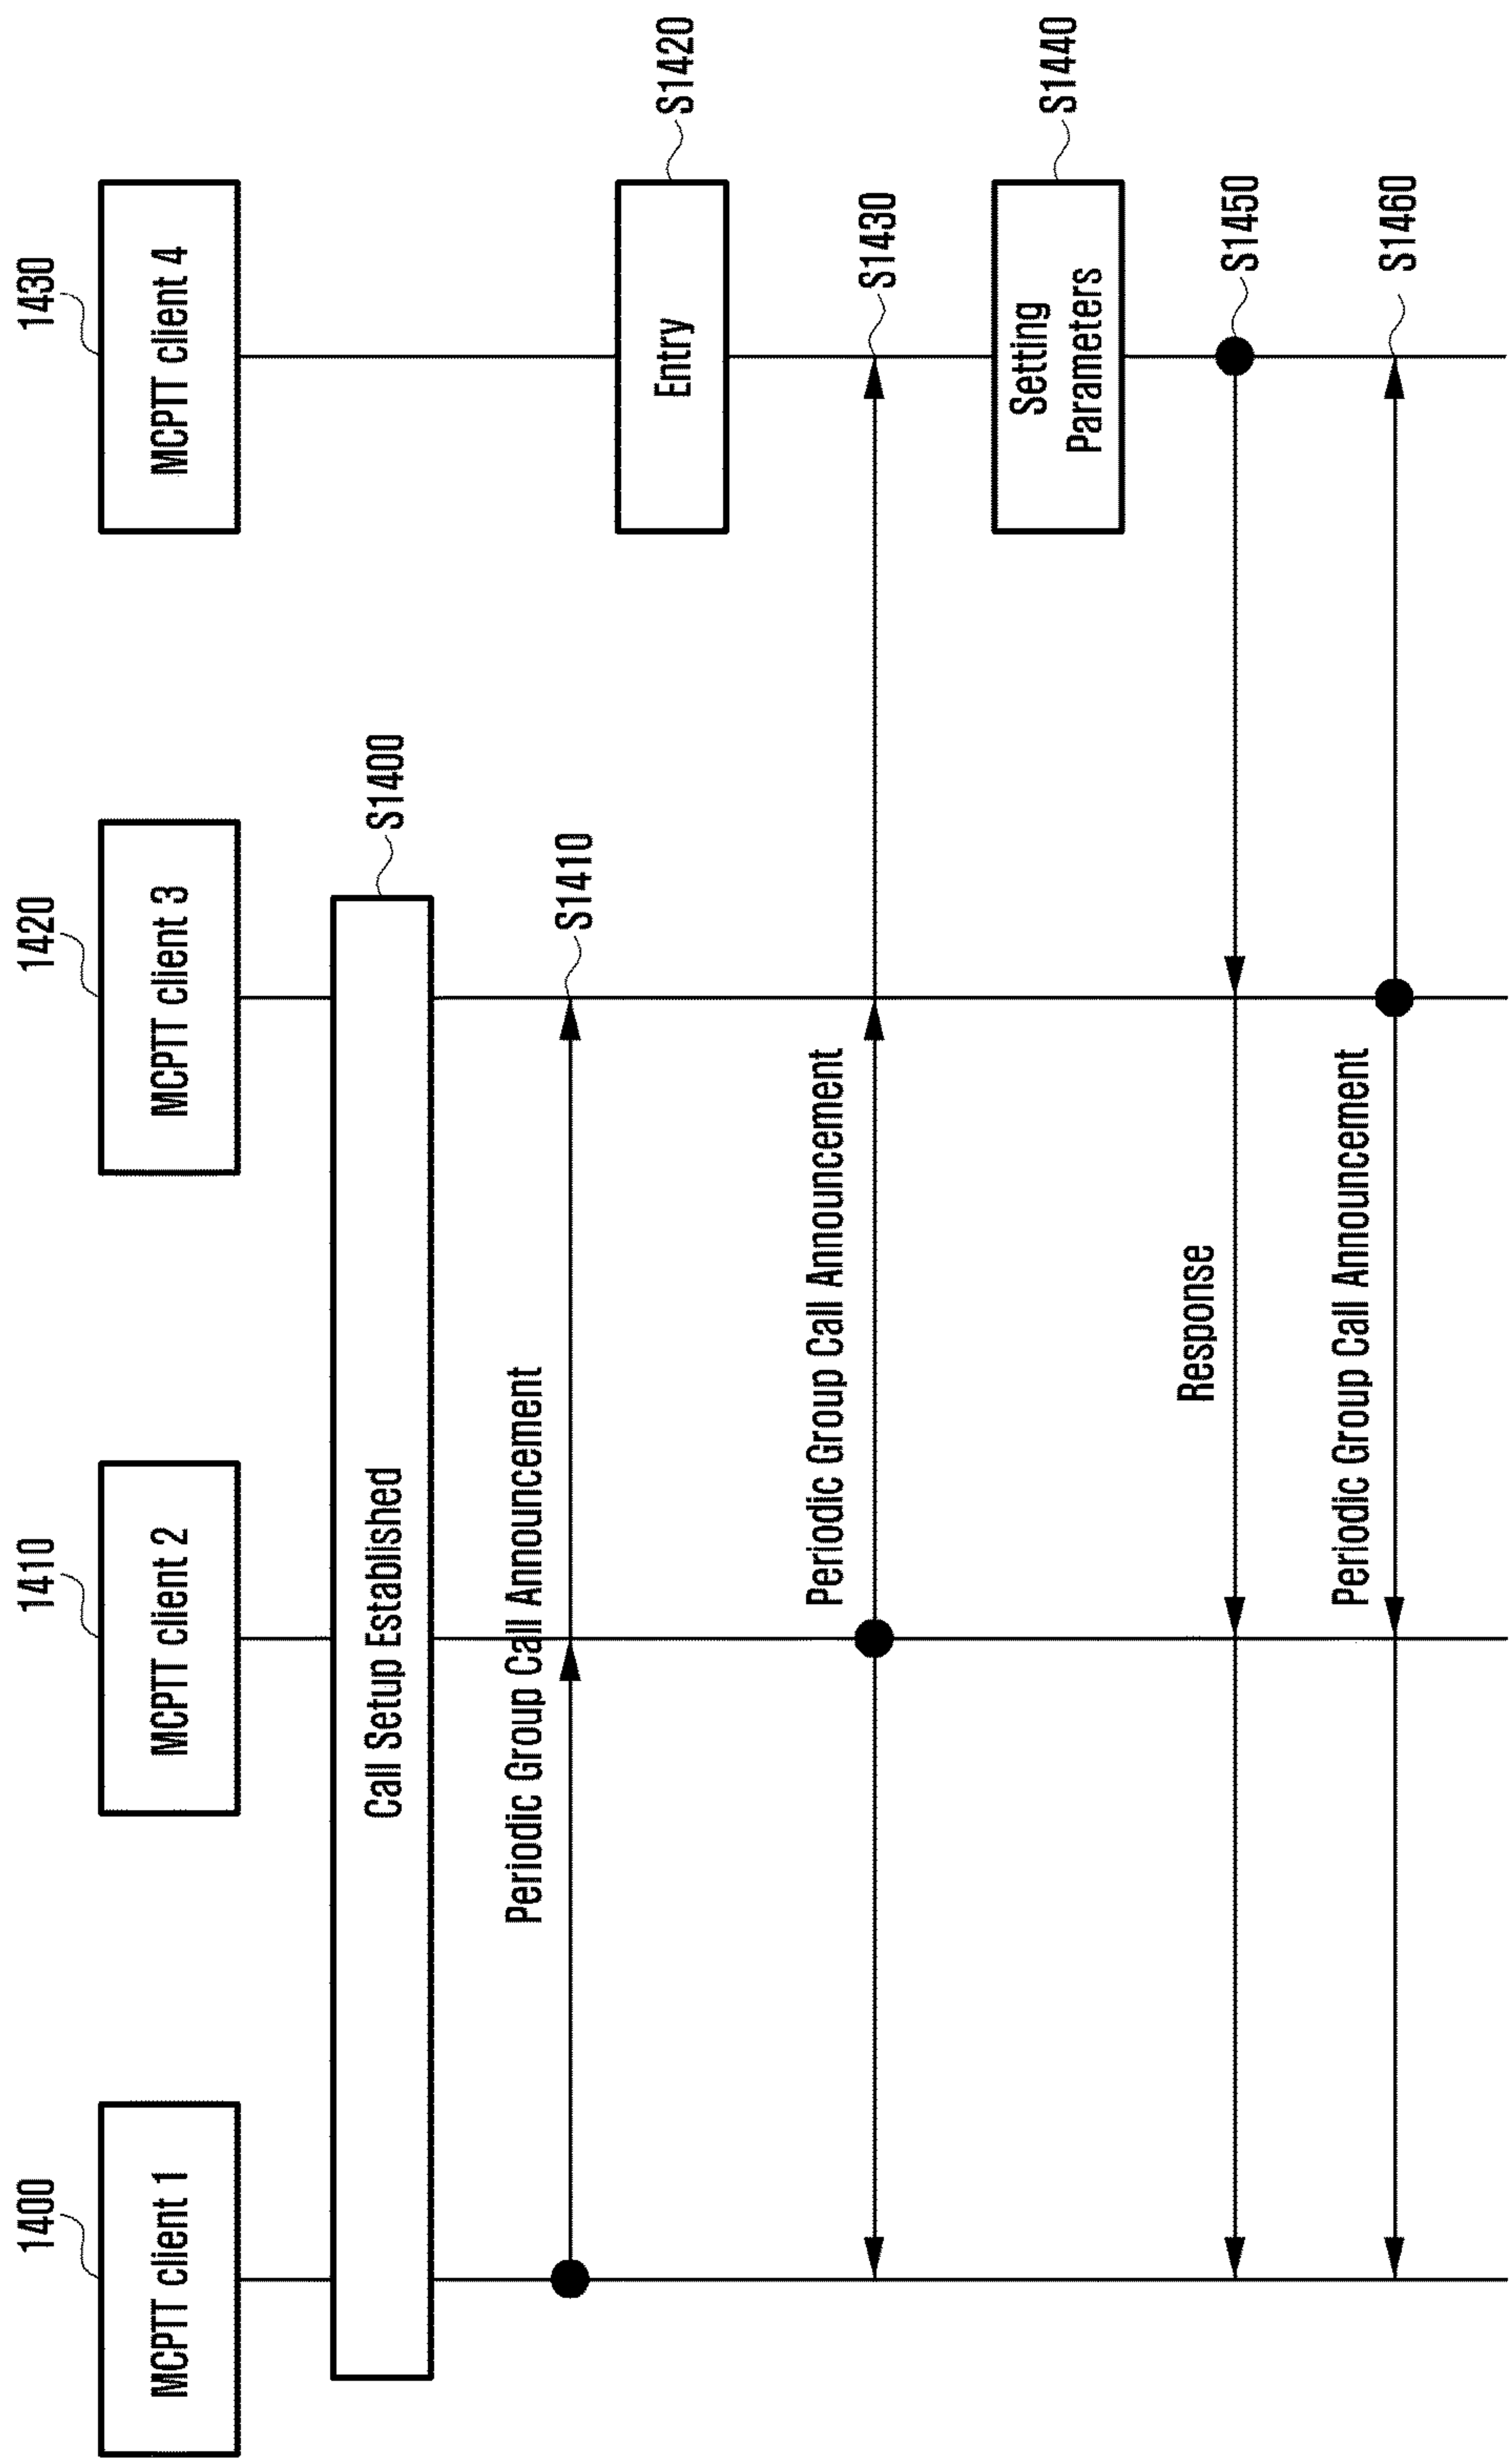 1400
1410
1420
1430
MCPTT client 1
MCPTT client 2
MCPTT client 3
MCPTT client 4
Call Setup Established
S1400
Periodic Group Call Announcement
S1410
Entry
S1420
Periodic Group Call Announcement
S1430
Setting
Parameters
S1440
Response
S1450
Periodic Group Call Announcement
S1460